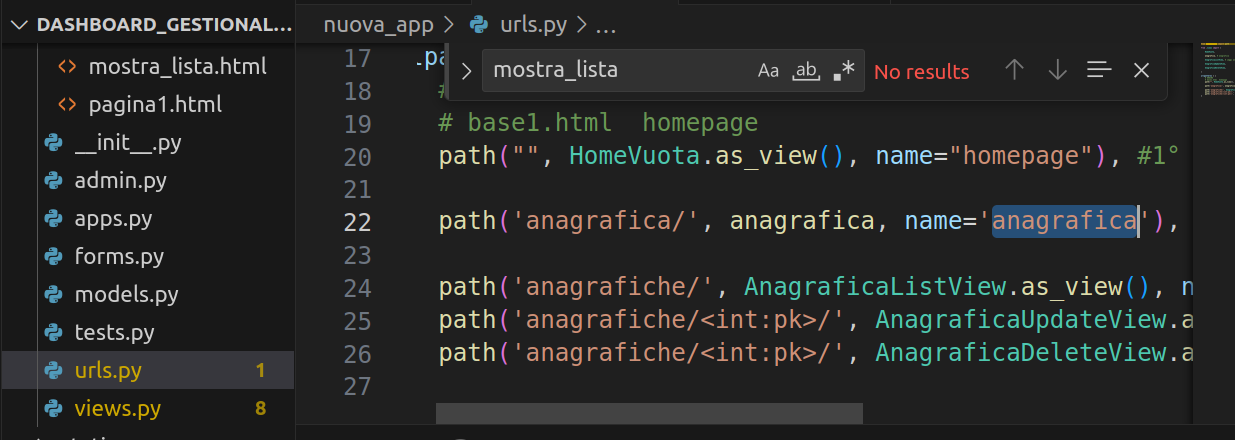 DASHBOARD_GESTIONAL...
mostra_lista.html
pagina1.html
__init__.py
admin.py
apps.py
forms.py
models.py
tests.py
urls.py 1
views.py 8
nuova_app > urls.py > ...
mostra_lista Aa ab .* No results
17
18 #
19 # base1.html  homepage
20 path("", HomeVuota.as_view(), name="homepage"), #1°
21
22 path('anagrafica/', anagrafica, name='anagrafica'),
23
24 path('anagrafiche/', AnagraficaListView.as_view(), n
25 path('anagrafiche/<int:pk>/', AnagraficaUpdateView.a
26 path('anagrafiche/<int:pk>/', AnagraficaDeleteView.a
27